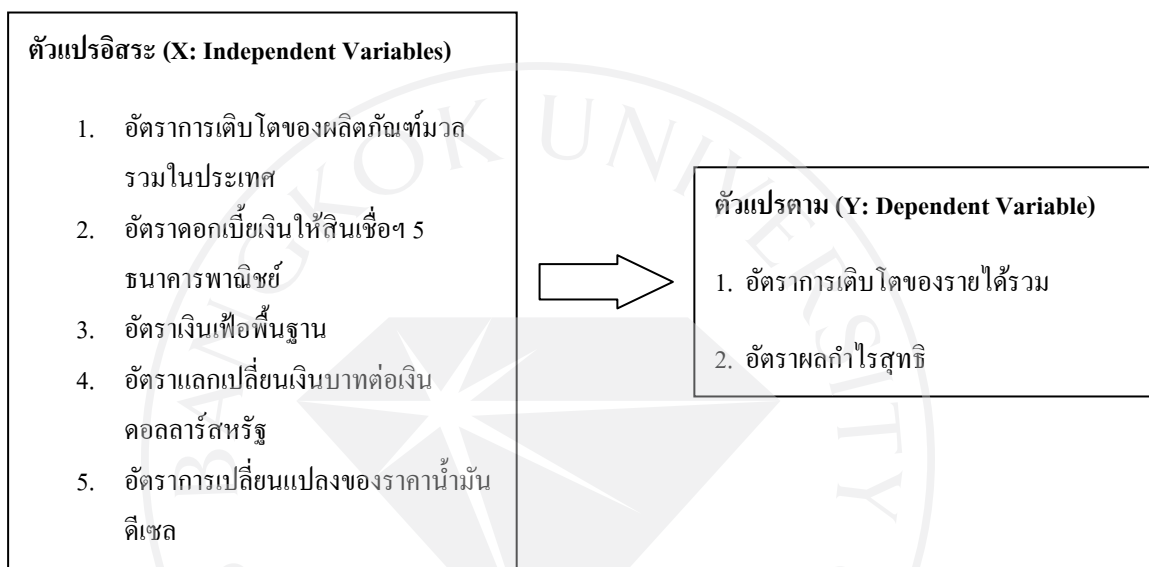 ตัวแปรอิสระ (X: Independent Variables)
1. อัตราการเติบโตของผลิตภัณฑ์มวล
รวมในประเทศ
2. อัตราดอกเบี้ยเงินให้สินเชื่อฯ 5
ธนาคารพาณิชย์
3. อัตราเงินเฟ้อพื้นฐาน
4. อัตราแลกเปลี่ยนเงินบาทต่อเงิน
ดอลลาร์สหรัฐ
5. อัตราการเปลี่ยนแปลงของราคาน้ำมัน
ดีเซล
ตัวแปรตาม (Y: Dependent Variable)
1. อัตราการเติบโตของรายได้รวม
2. อัตราผลกำไรสุทธิ
BANGKOK UNIVERSITY